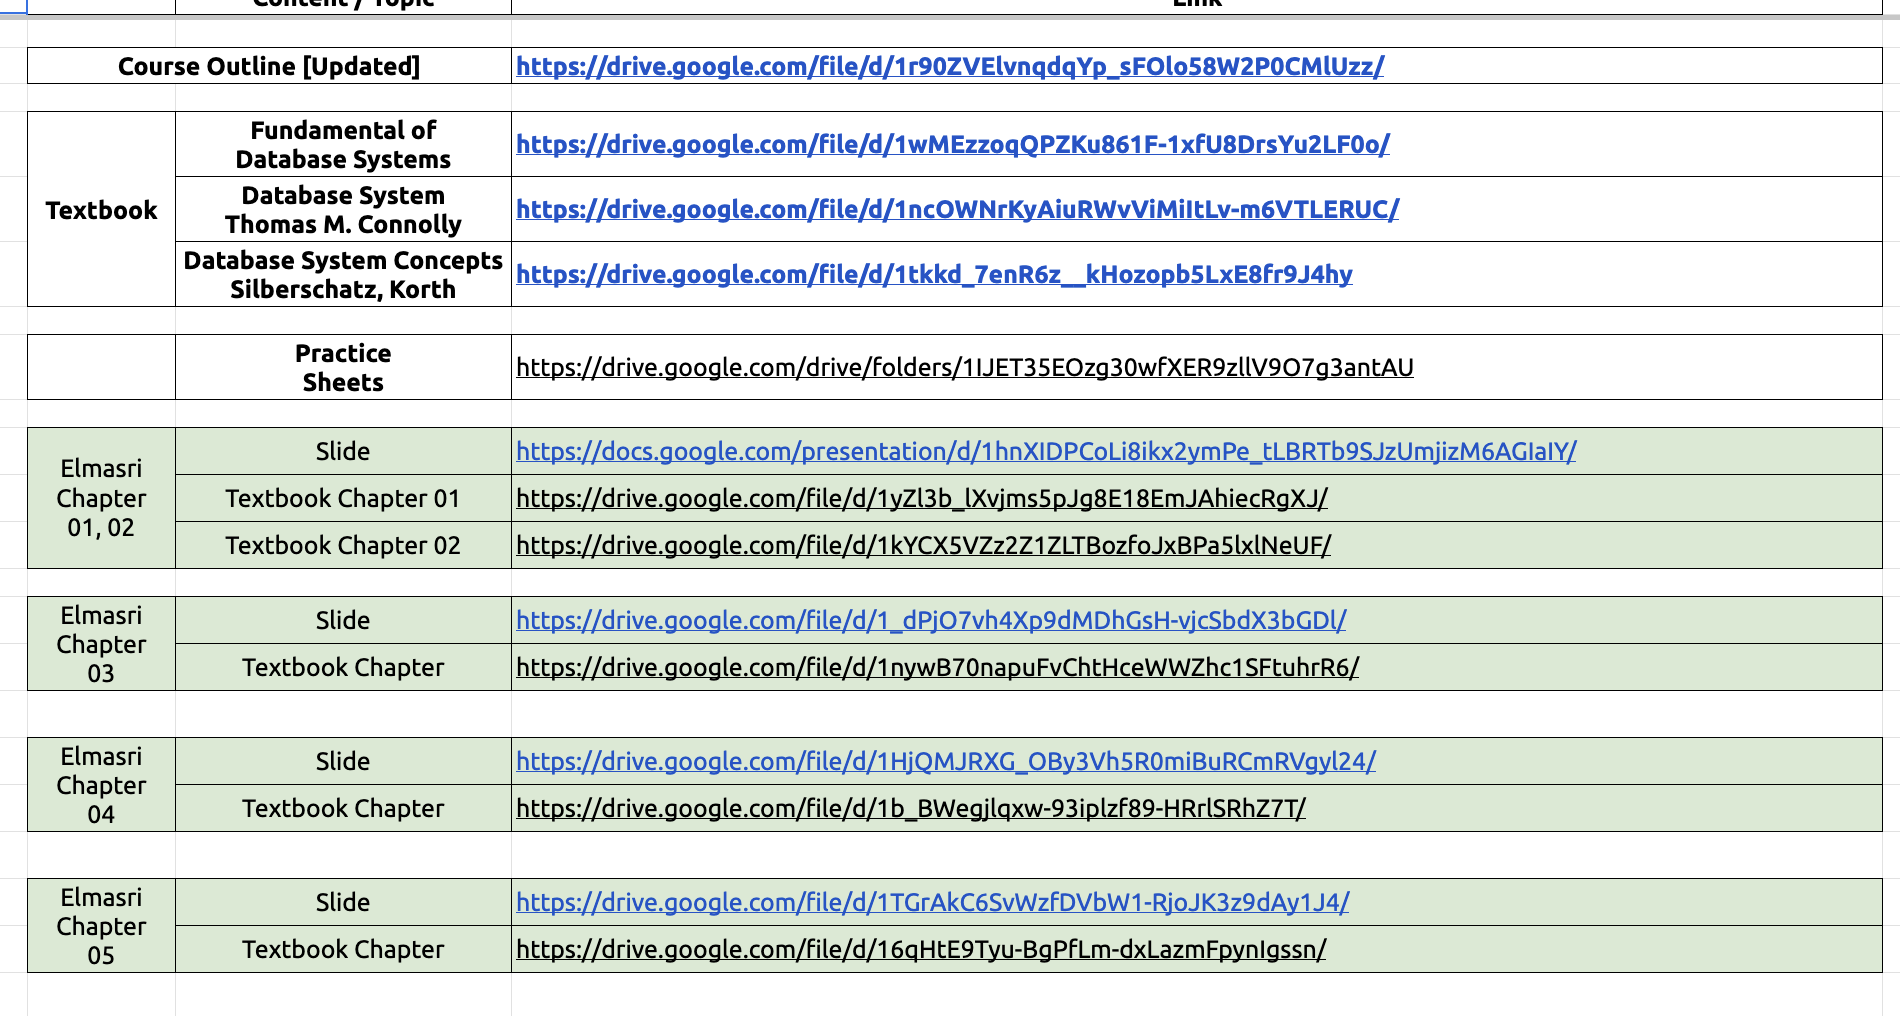 Content / Topic
Link
Course Outline [Updated]
https://drive.google.com/file/d/1r90ZVElvnqdqYp_sFOlo58W2P0CMlUzz/
Textbook
Fundamental of
Database Systems
https://drive.google.com/file/d/1wMEzzoqQPZKu861F-1xfU8DrsYu2LF0o/
Database System
Thomas M. Connolly
https://drive.google.com/file/d/1ncOWNrKyAiuRWvViMiItLv-m6VTLERUC/
Database System Concepts
Silberschatz, Korth
https://drive.google.com/file/d/1tkkd_7enR6z__kHozopb5LxE8fr9J4hy
Practice
Sheets
https://drive.google.com/drive/folders/1IJET35EOzg30wfXER9zllV9O7g3antAU
Elmasri
Chapter
01, 02
Slide
https://docs.google.com/presentation/d/1hnXIDPCoLi8ikx2ymPe_tLBRTb9SJzUmjizM6AGIaIY/
Textbook Chapter 01
https://drive.google.com/file/d/1yZl3b_lXvjms5pJg8E18EmJAhiecRgXJ/
Textbook Chapter 02
https://drive.google.com/file/d/1kYCX5VZz2Z1ZLTBozfoJxBPa5lxlNeUF/
Elmasri
Chapter
03
Slide
https://drive.google.com/file/d/1_dPjO7vh4Xp9dMDhGsH-vjcSbdX3bGDl/
Textbook Chapter
https://drive.google.com/file/d/1nywB70napuFvChtHceWWZhc1SFtuhrR6/
Elmasri
Chapter
04
Slide
https://drive.google.com/file/d/1HjQMJRXG_OBy3Vh5R0miBuRCmRVgyl24/
Textbook Chapter
https://drive.google.com/file/d/1b_BWegjlqxw-93iplzf89-HRrlSRhZ7T/
Elmasri
Chapter
05
Slide
https://drive.google.com/file/d/1TGrAkC6SvWzfDVbW1-RjoJK3z9dAy1J4/
Textbook Chapter
https://drive.google.com/file/d/16qHtE9Tyu-BgPfLm-dxLazmFpynIgssn/